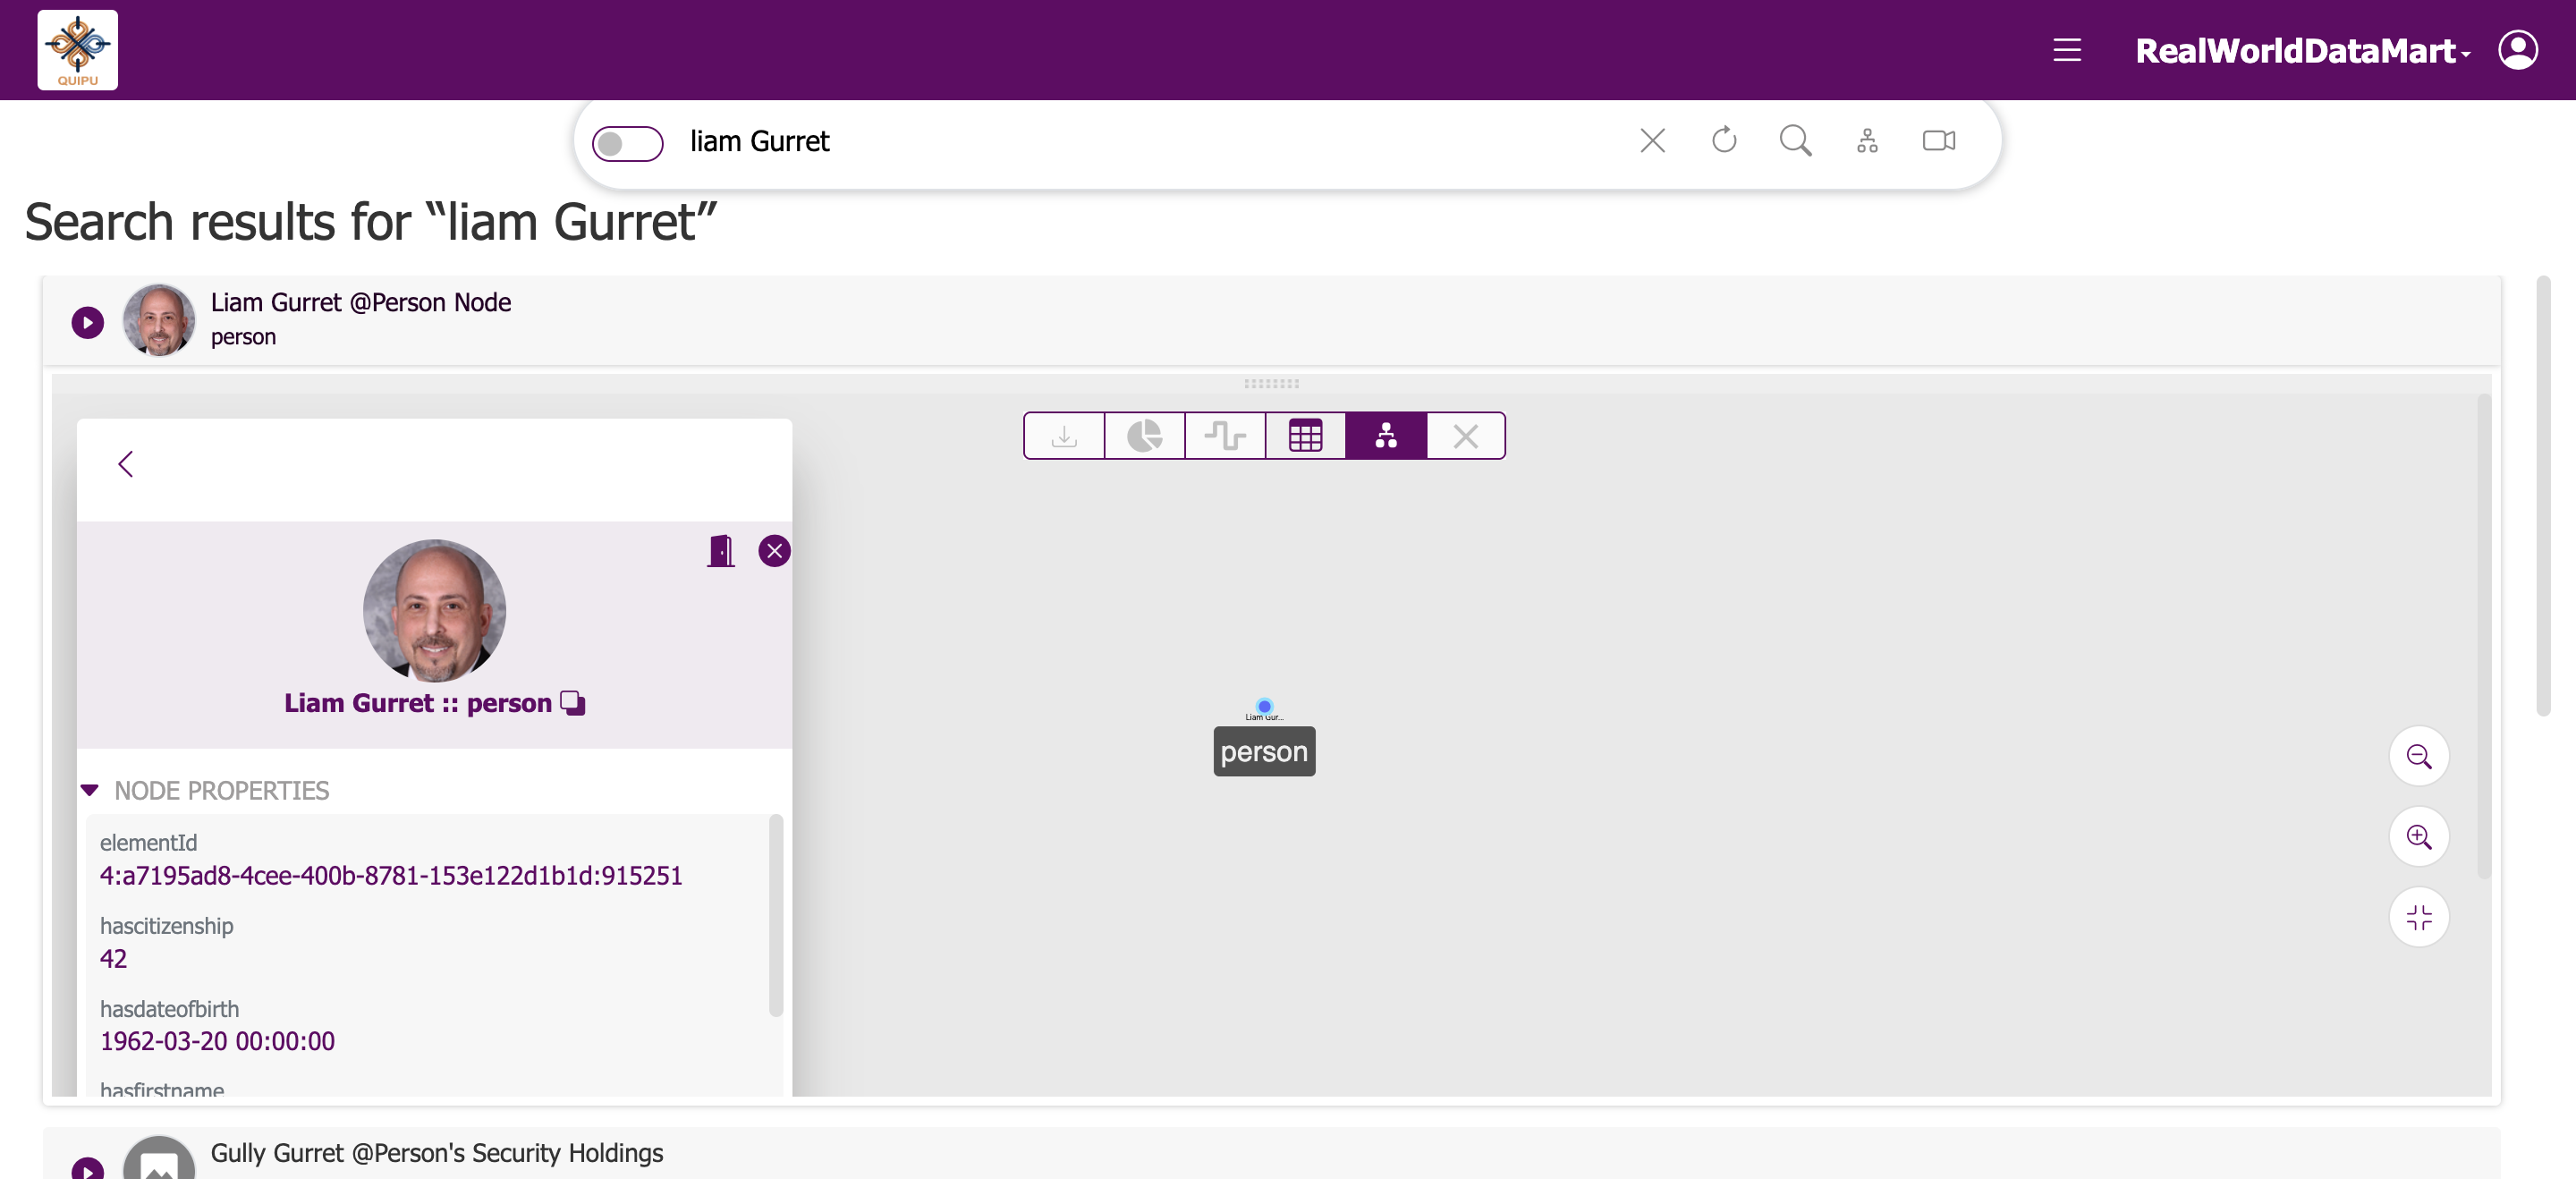 QUIPU
RealWorldDataMart
liam Gurret
Search results for “liam Gurret”
Liam Gurret @Person Node
person
Liam Gurret :: person
Liam Gur...
person
NODE PROPERTIES
elementId
4:a7195ad8-4cee-400b-8781-153e122d1b1d:915251
hascitizenship
42
hasdateofbirth
1962-03-20 00:00:00
hasfirstname
Gully Gurret @Person's Security Holdings